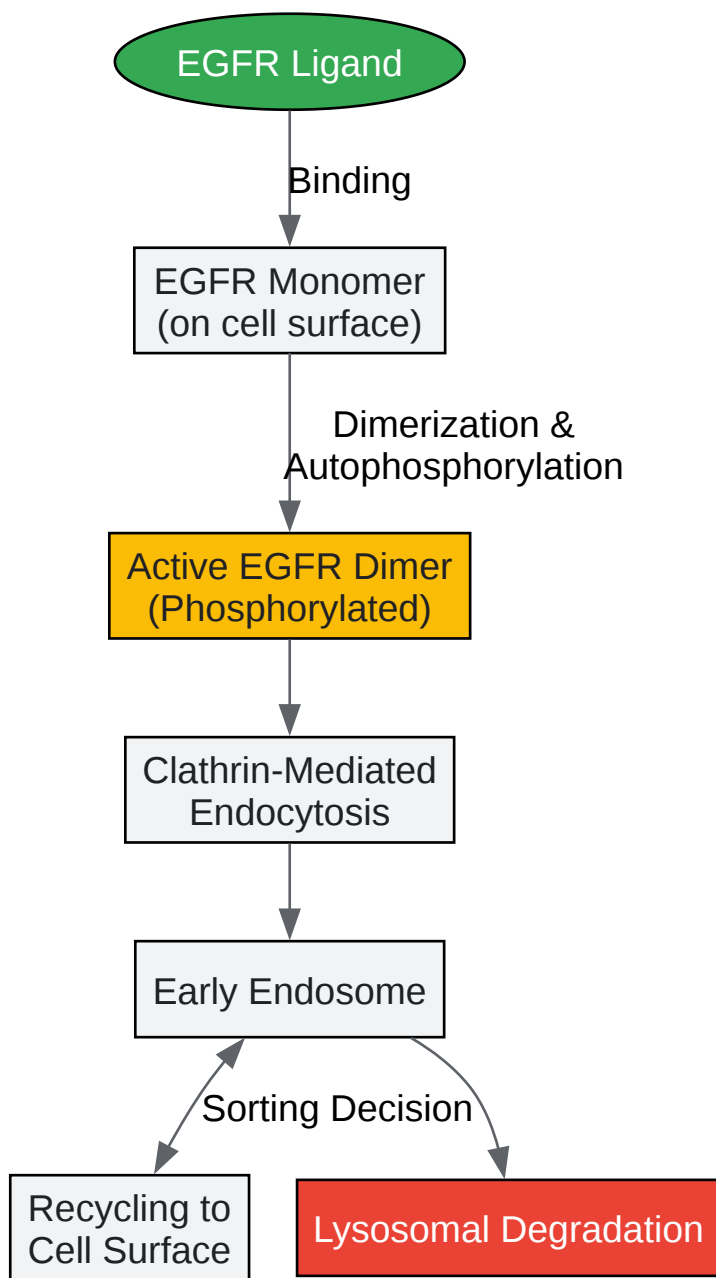 EGFR Ligand
Binding
EGFR Monomer
(on cell surface)
Dimerization &
Autophosphorylation
Active EGFR Dimer
(Phosphorylated)
Clathrin-Mediated
Endocytosis
Early Endosome
Sorting Decision
Recycling to
Cell Surface
Lysosomal Degradation